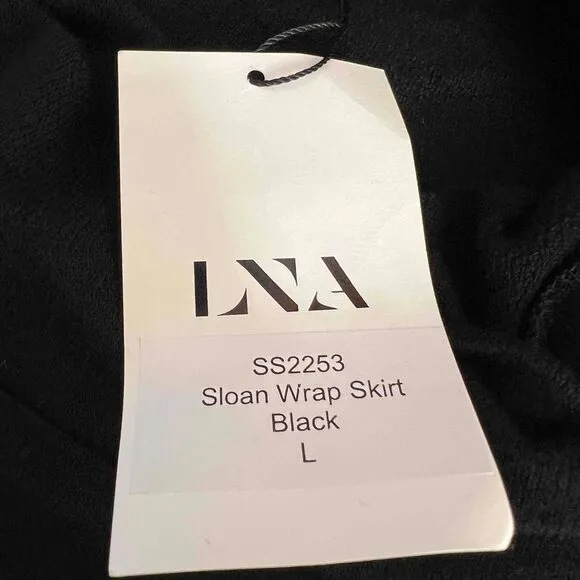 LNA
SS2253
Sloan Wrap Skirt
Black
L